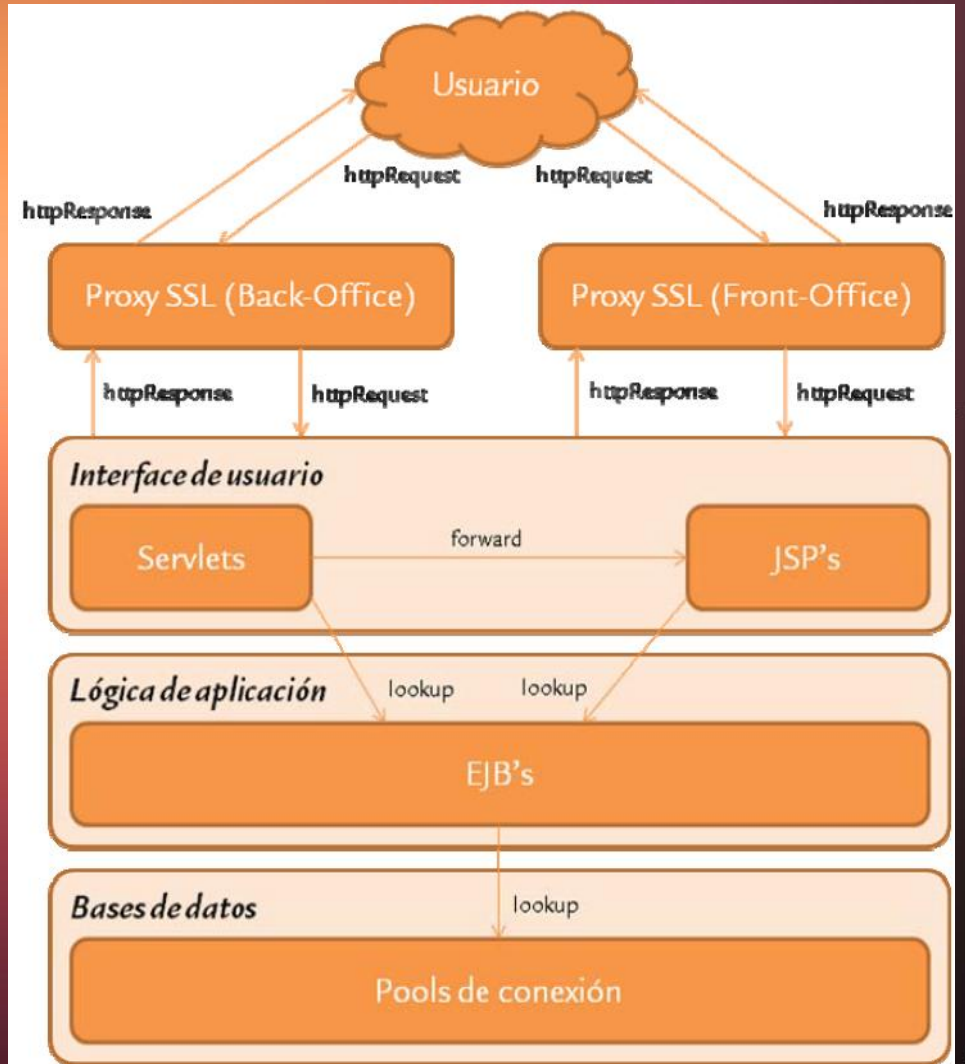 Usuario
httpRequest
httpRequest
httpResponse
httpResponse
Proxy SSL (Back-Office)
Proxy SSL (Front-Office)
httpResponse
httpRequest
httpResponse
httpRequest
Interface de usuario
Servlets
forward
JSP's
Lógica de aplicación
lookup
lookup
EJB's
Bases de datos
lookup
Pools de conexión